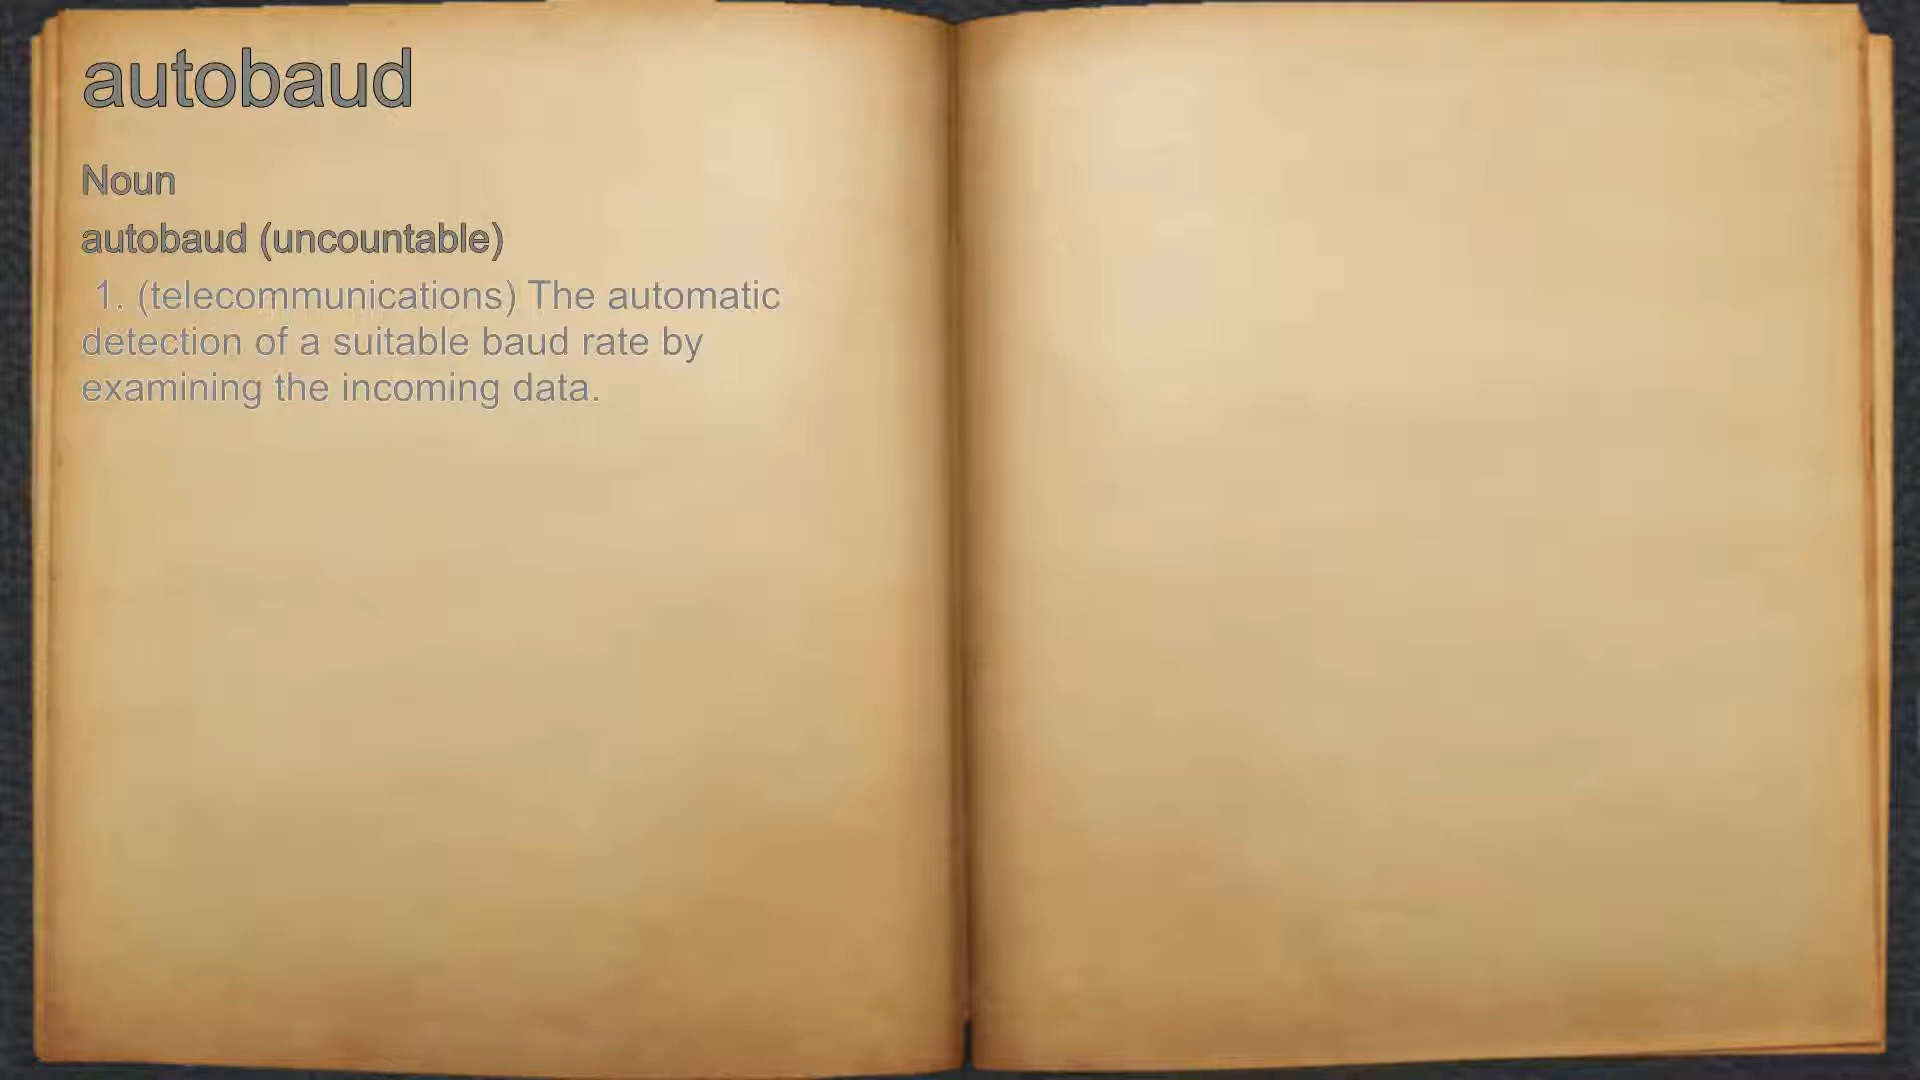 autobaud
Noun
autobaud (uncountable)
1. (telecommunications) The automatic
detection of a suitable baud rate by
examining the incoming data.